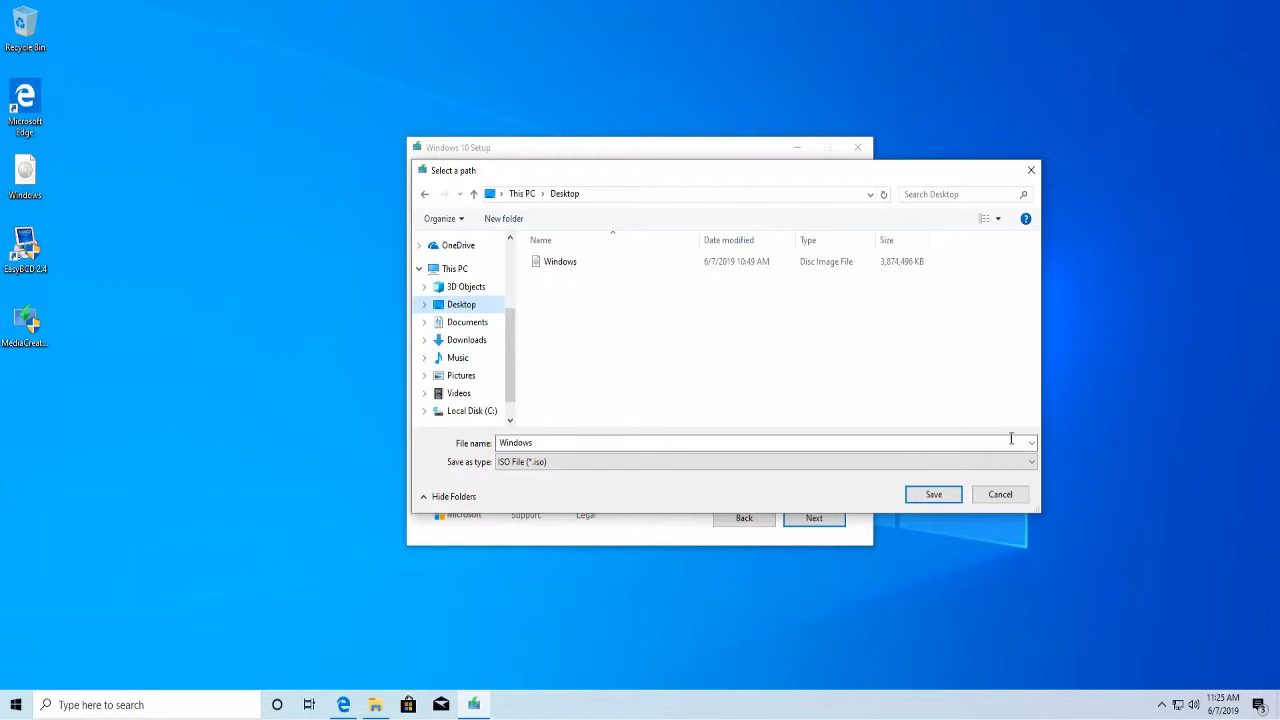 Recycle Bin
Microsoft
Edge
Windows
EasyBCD 2.4
MediaCreat...
Windows 10 Setup
Select a path
This PC > Desktop
Search Desktop
Organize
New folder
OneDrive
This PC
3D Objects
Desktop
Documents
Downloads
Music
Pictures
Videos
Local Disk (C:)
Name Date modified Type Size
Windows 6/7/2019 10:49 AM Disc Image File 3,874,496 KB
File name: Windows
Save as type: ISO File (*.iso)
Hide Folders
Save
Cancel
Microsoft Support Legal
Back
Next
Type here to search
11:25 AM
6/7/2019
3